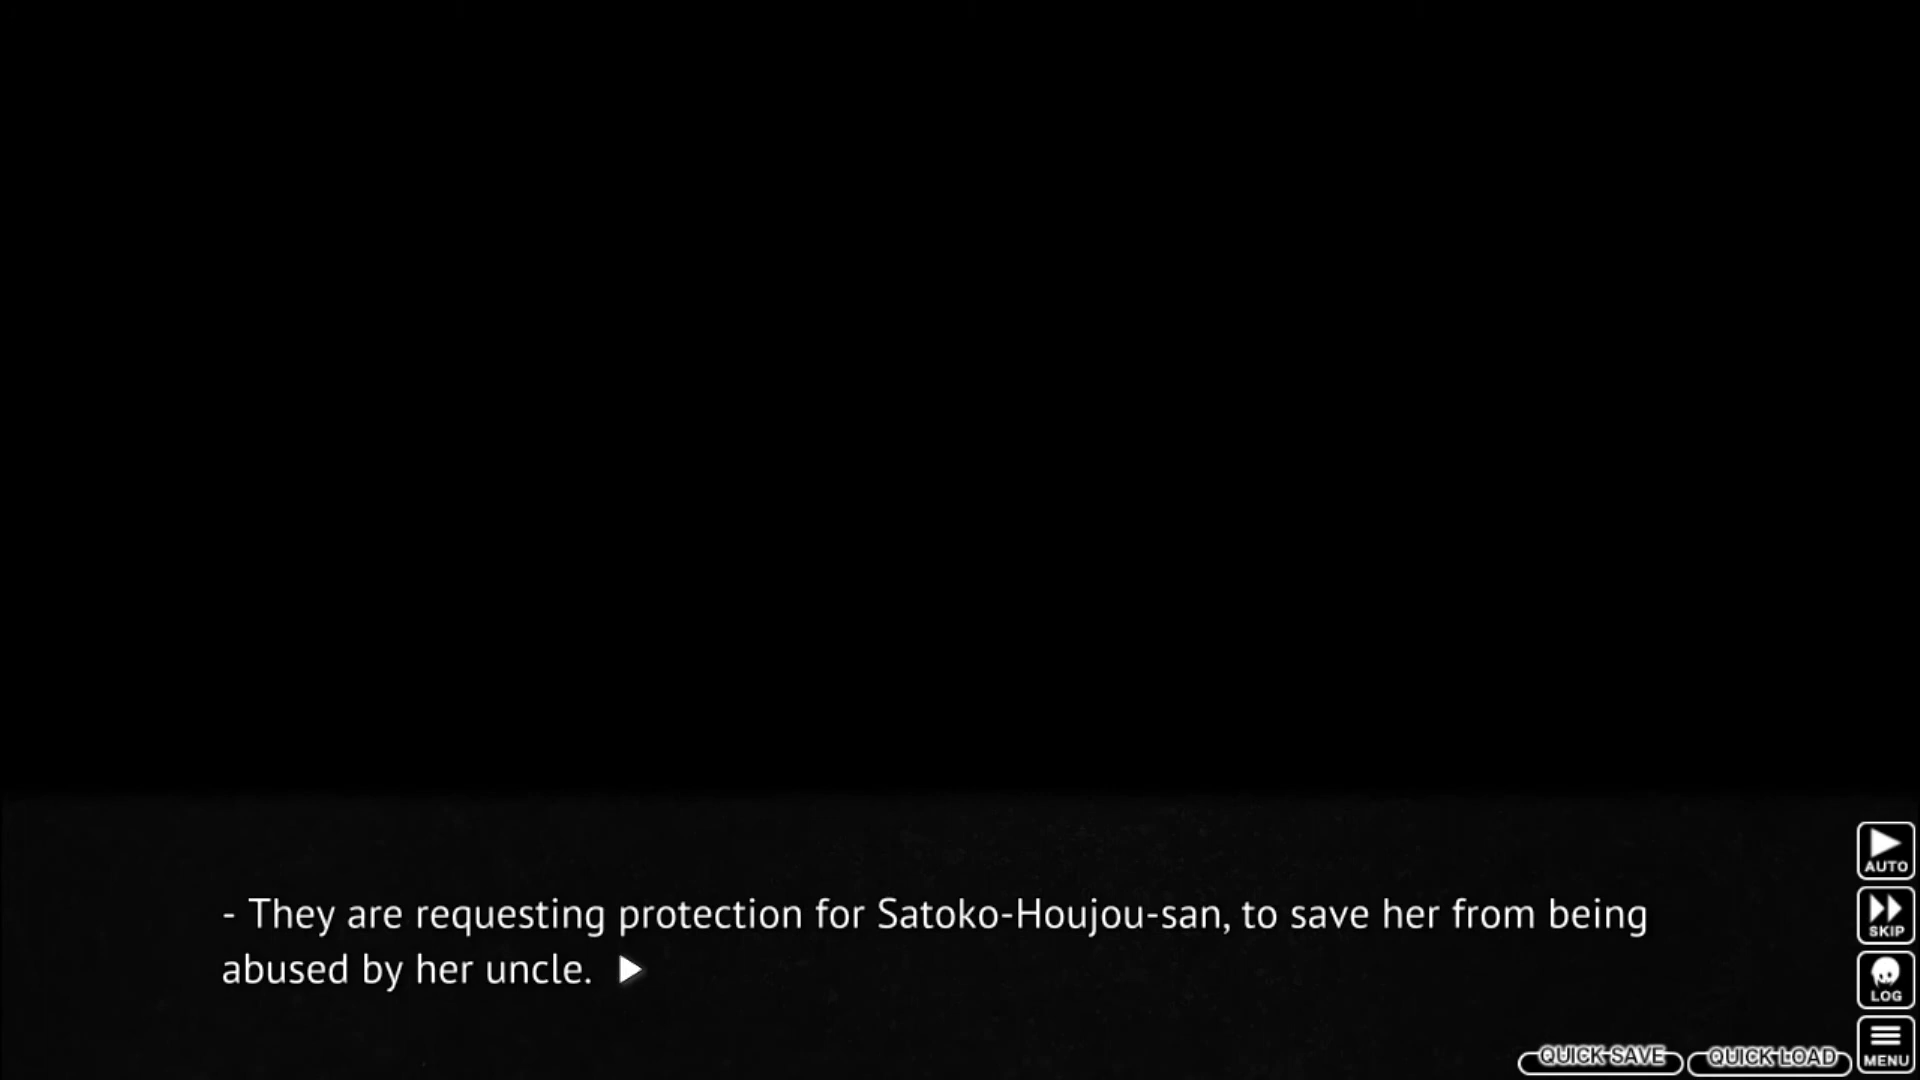 - They are requesting protection for Satoko-Houjou-san, to save her from being
abused by her uncle.
AUTO
SKIP
LOG
MENU
QUICK SAVE
QUICK LOAD